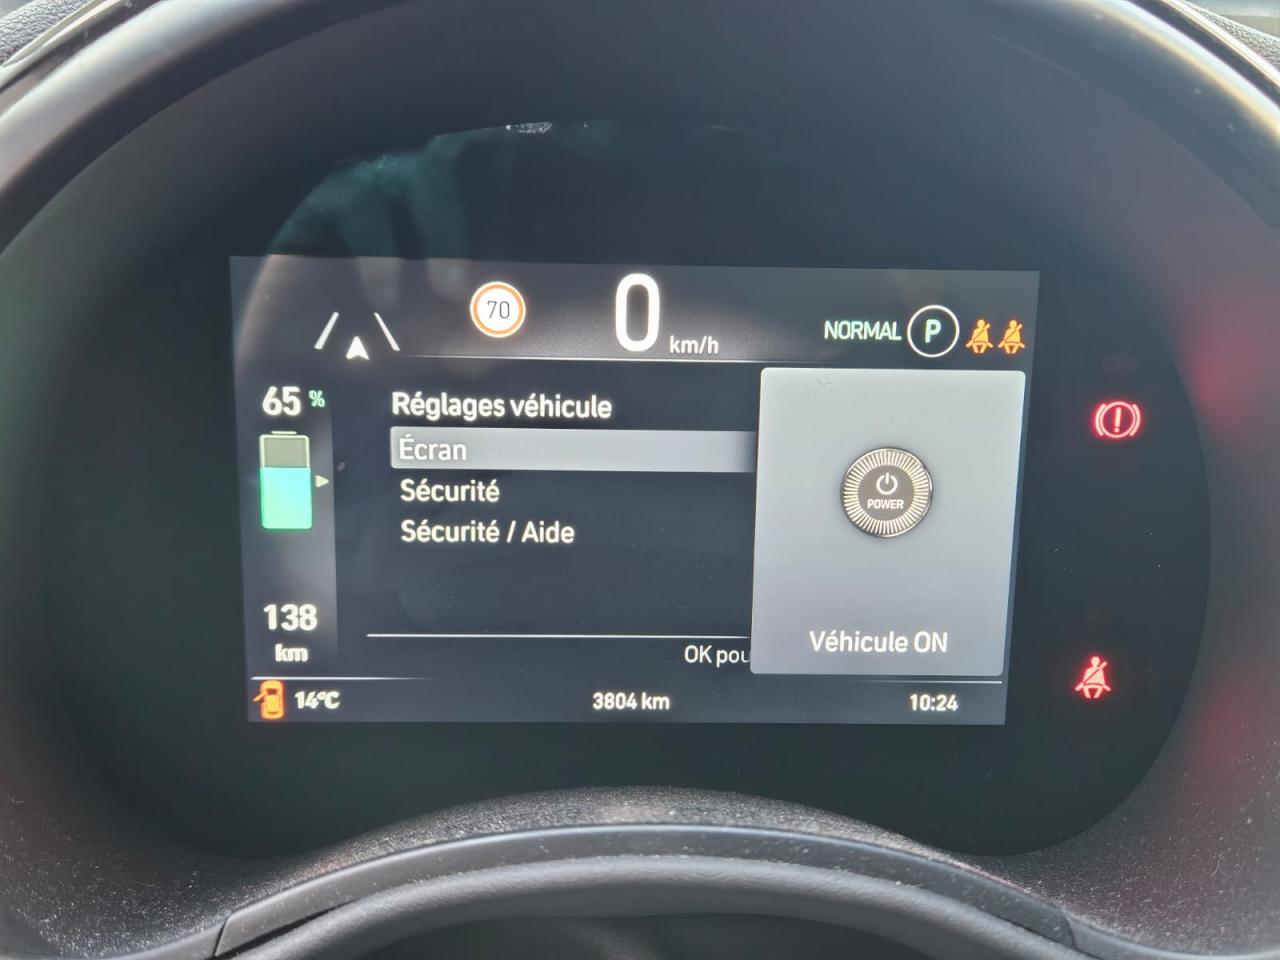 70
0 km/h
NORMAL P
65 %
Réglages véhicule
Écran
Sécurité
Sécurité / Aide
POWER
138
km
Véhicule ON
OK pou
14°C
3804 km
10:24